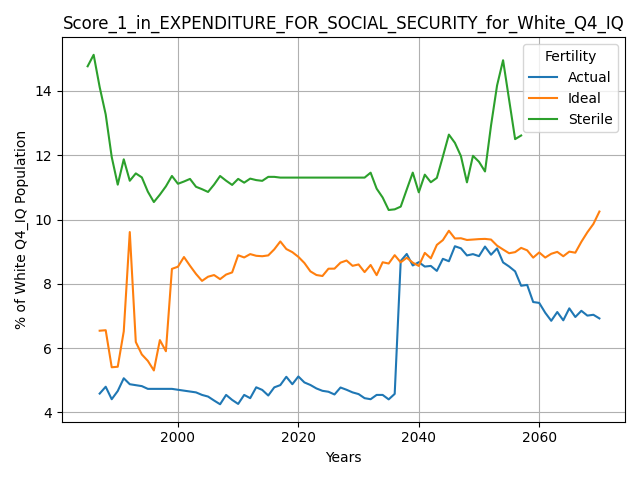 Score_1_in_EXPENDITURE_FOR_SOCIAL_SECURITY_for_White_Q4_IQ
Fertility
Actual
Ideal
Sterile
% of White Q4_IQ Population
14
12
10
8
6
4
2000 2020 2040 2060
Years